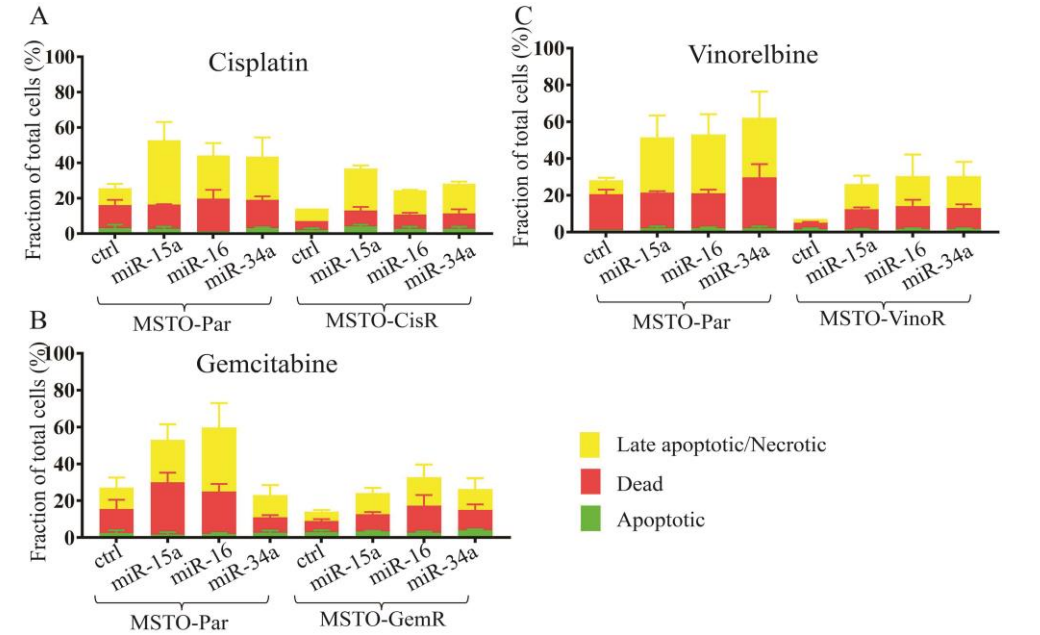 A
Cisplatin
Fraction of total cells (%)
100
80
60
40
20
0
ctrl miR-15a miR-16 miR-34a ctrl miR-15a miR-16 miR-34a
MSTO-Par MSTO-CisR
C
Vinorelbine
Fraction of total cells (%)
100
80
60
40
20
0
ctrl miR-15a miR-16 miR-34a ctrl miR-15a miR-16 miR-34a
MSTO-Par MSTO-VinoR
B
Gemcitabine
Fraction of total cells (%)
100
80
60
40
20
0
ctrl miR-15a miR-16 miR-34a ctrl miR-15a miR-16 miR-34a
MSTO-Par MSTO-GemR
Late apoptotic/Necrotic
Dead
Apoptotic